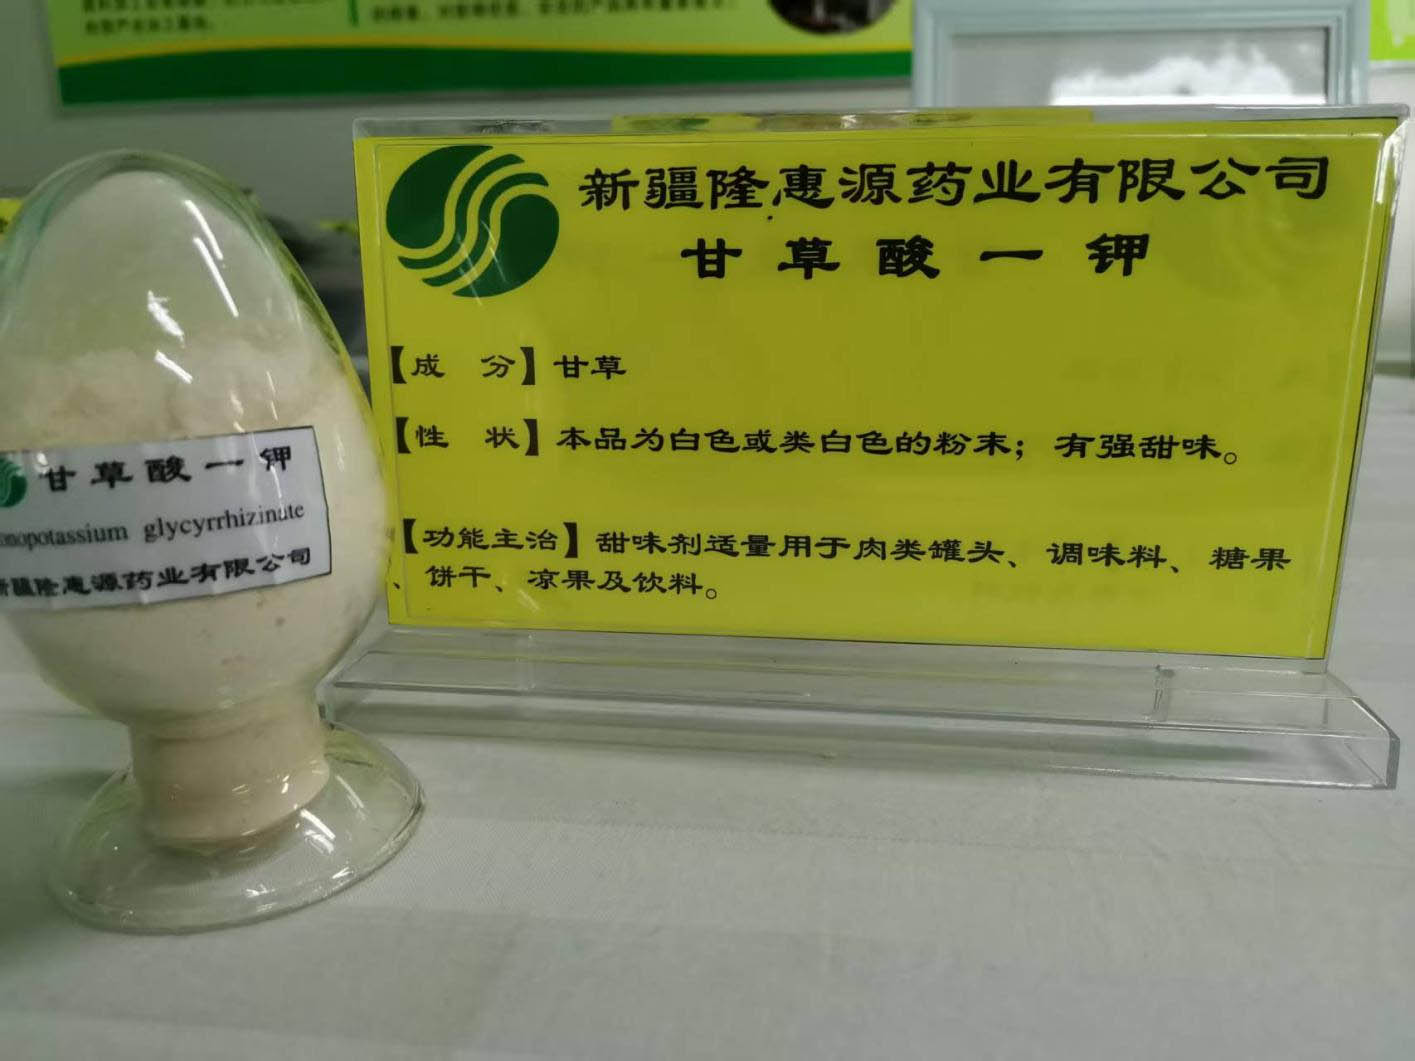 新疆隆惠源药业有限公司
甘草酸一钾
【成 分】甘草
【性 状】本品为白色或类白色的粉末；有强甜味。
【功能主治】甜味剂适量用于肉类罐头、调味料、糖果
、饼干、凉果及饮料。
甘草酸一钾
onopotassium glycyrrhizinate
新疆隆惠源药业有限公司